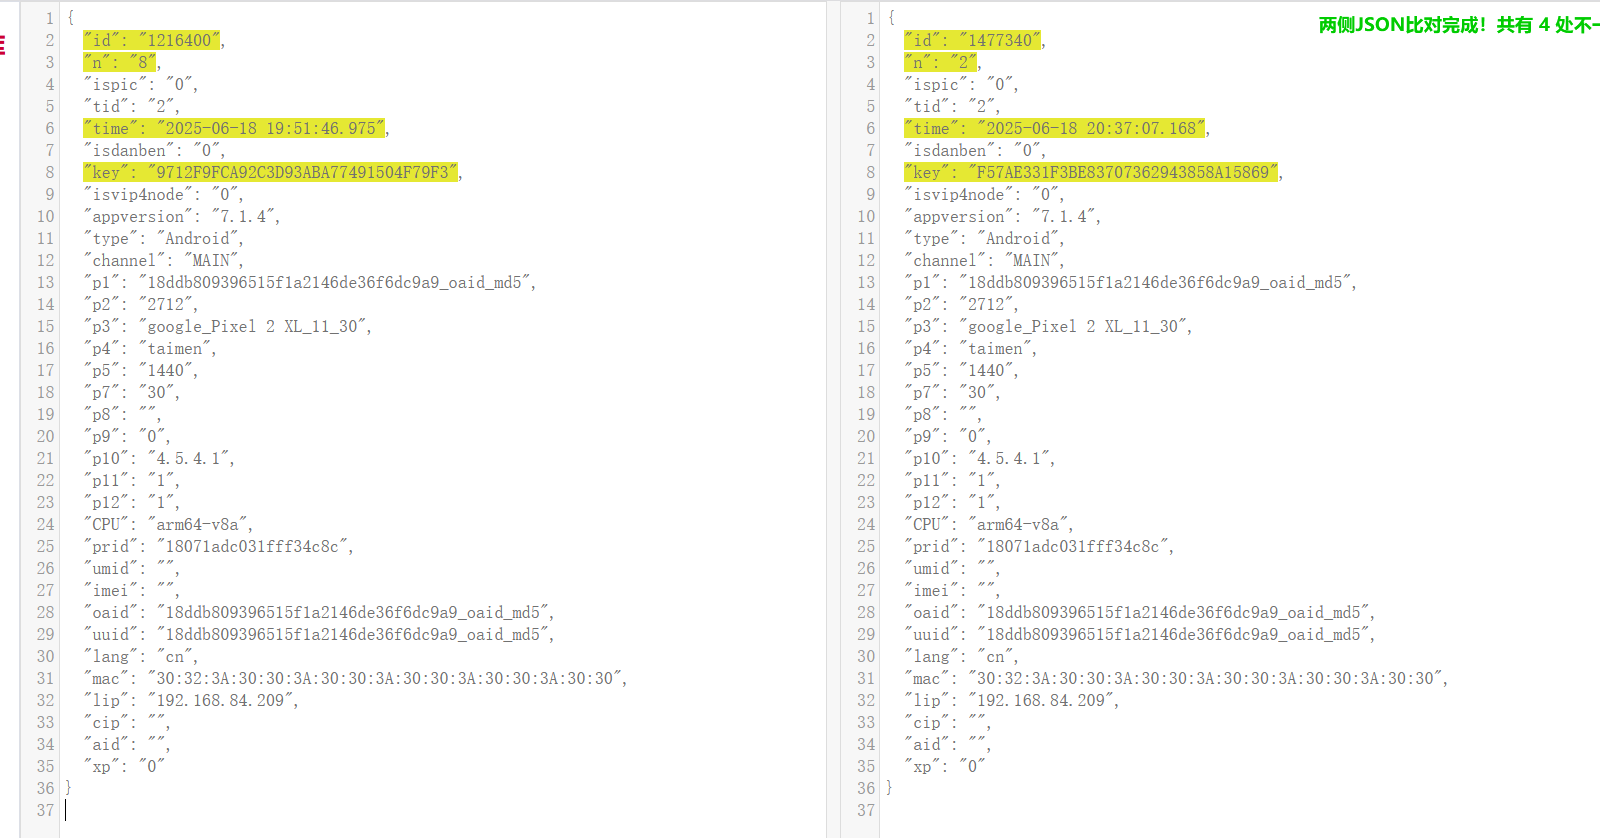 1 {
2 "id": "1216400",
3 "n": "8",
4 "ispic": "0",
5 "tid": "2",
6 "time": "2025-06-18 19:51:46.975",
7 "isdanben": "0",
8 "key": "9712F9FCA92C3D93ABA77491504F79F3",
9 "isvip4node": "0",
10 "appversion": "7.1.4",
11 "type": "Android",
12 "channel": "MAIN",
13 "p1": "18ddb809396515f1a2146de36f6dc9a9_oaid_md5",
14 "p2": "2712",
15 "p3": "google_Pixel 2 XL_11_30",
16 "p4": "taimen",
17 "p5": "1440",
18 "p7": "30",
19 "p8": "",
20 "p9": "0",
21 "p10": "4.5.4.1",
22 "p11": "1",
23 "p12": "1",
24 "CPU": "arm64-v8a",
25 "prid": "18071adc031fff34c8c",
26 "umid": "",
27 "imei": "",
28 "oaid": "18ddb809396515f1a2146de36f6dc9a9_oaid_md5",
29 "uuid": "18ddb809396515f1a2146de36f6dc9a9_oaid_md5",
30 "lang": "cn",
31 "mac": "30:32:3A:30:30:3A:30:30:3A:30:30:3A:30:30:3A:30:30",
32 "lip": "192.168.84.209",
33 "cip": "",
34 "aid": "",
35 "xp": "0"
36 }
37
两侧JSON比对完成！共有 4 处不一
1 {
2 "id": "1477340",
3 "n": "2",
4 "ispic": "0",
5 "tid": "2",
6 "time": "2025-06-18 20:37:07.168",
7 "isdanben": "0",
8 "key": "F57AE331F3BE83707362943858A15869",
9 "isvip4node": "0",
10 "appversion": "7.1.4",
11 "type": "Android",
12 "channel": "MAIN",
13 "p1": "18ddb809396515f1a2146de36f6dc9a9_oaid_md5",
14 "p2": "2712",
15 "p3": "google_Pixel 2 XL_11_30",
16 "p4": "taimen",
17 "p5": "1440",
18 "p7": "30",
19 "p8": "",
20 "p9": "0",
21 "p10": "4.5.4.1",
22 "p11": "1",
23 "p12": "1",
24 "CPU": "arm64-v8a",
25 "prid": "18071adc031fff34c8c",
26 "umid": "",
27 "imei": "",
28 "oaid": "18ddb809396515f1a2146de36f6dc9a9_oaid_md5",
29 "uuid": "18ddb809396515f1a2146de36f6dc9a9_oaid_md5",
30 "lang": "cn",
31 "mac": "30:32:3A:30:30:3A:30:30:3A:30:30:3A:30:30:3A:30:30",
32 "lip": "192.168.84.209",
33 "cip": "",
34 "aid": "",
35 "xp": "0"
36 }
37